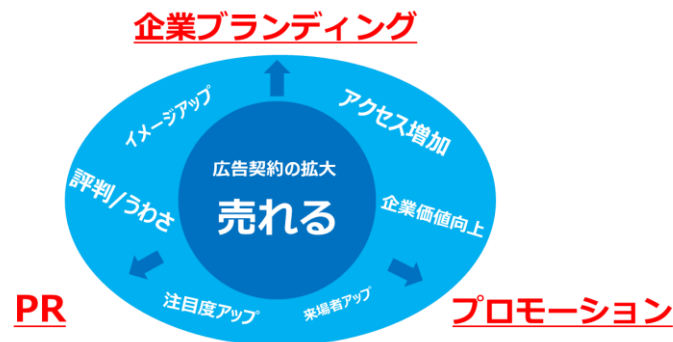 企業ブランディング
イメージアップ
アクセス増加
広告契約の拡大
評判/うわさ
売れる
企業価値向上
注目度アップ
来場者アップ
PR
プロモーション